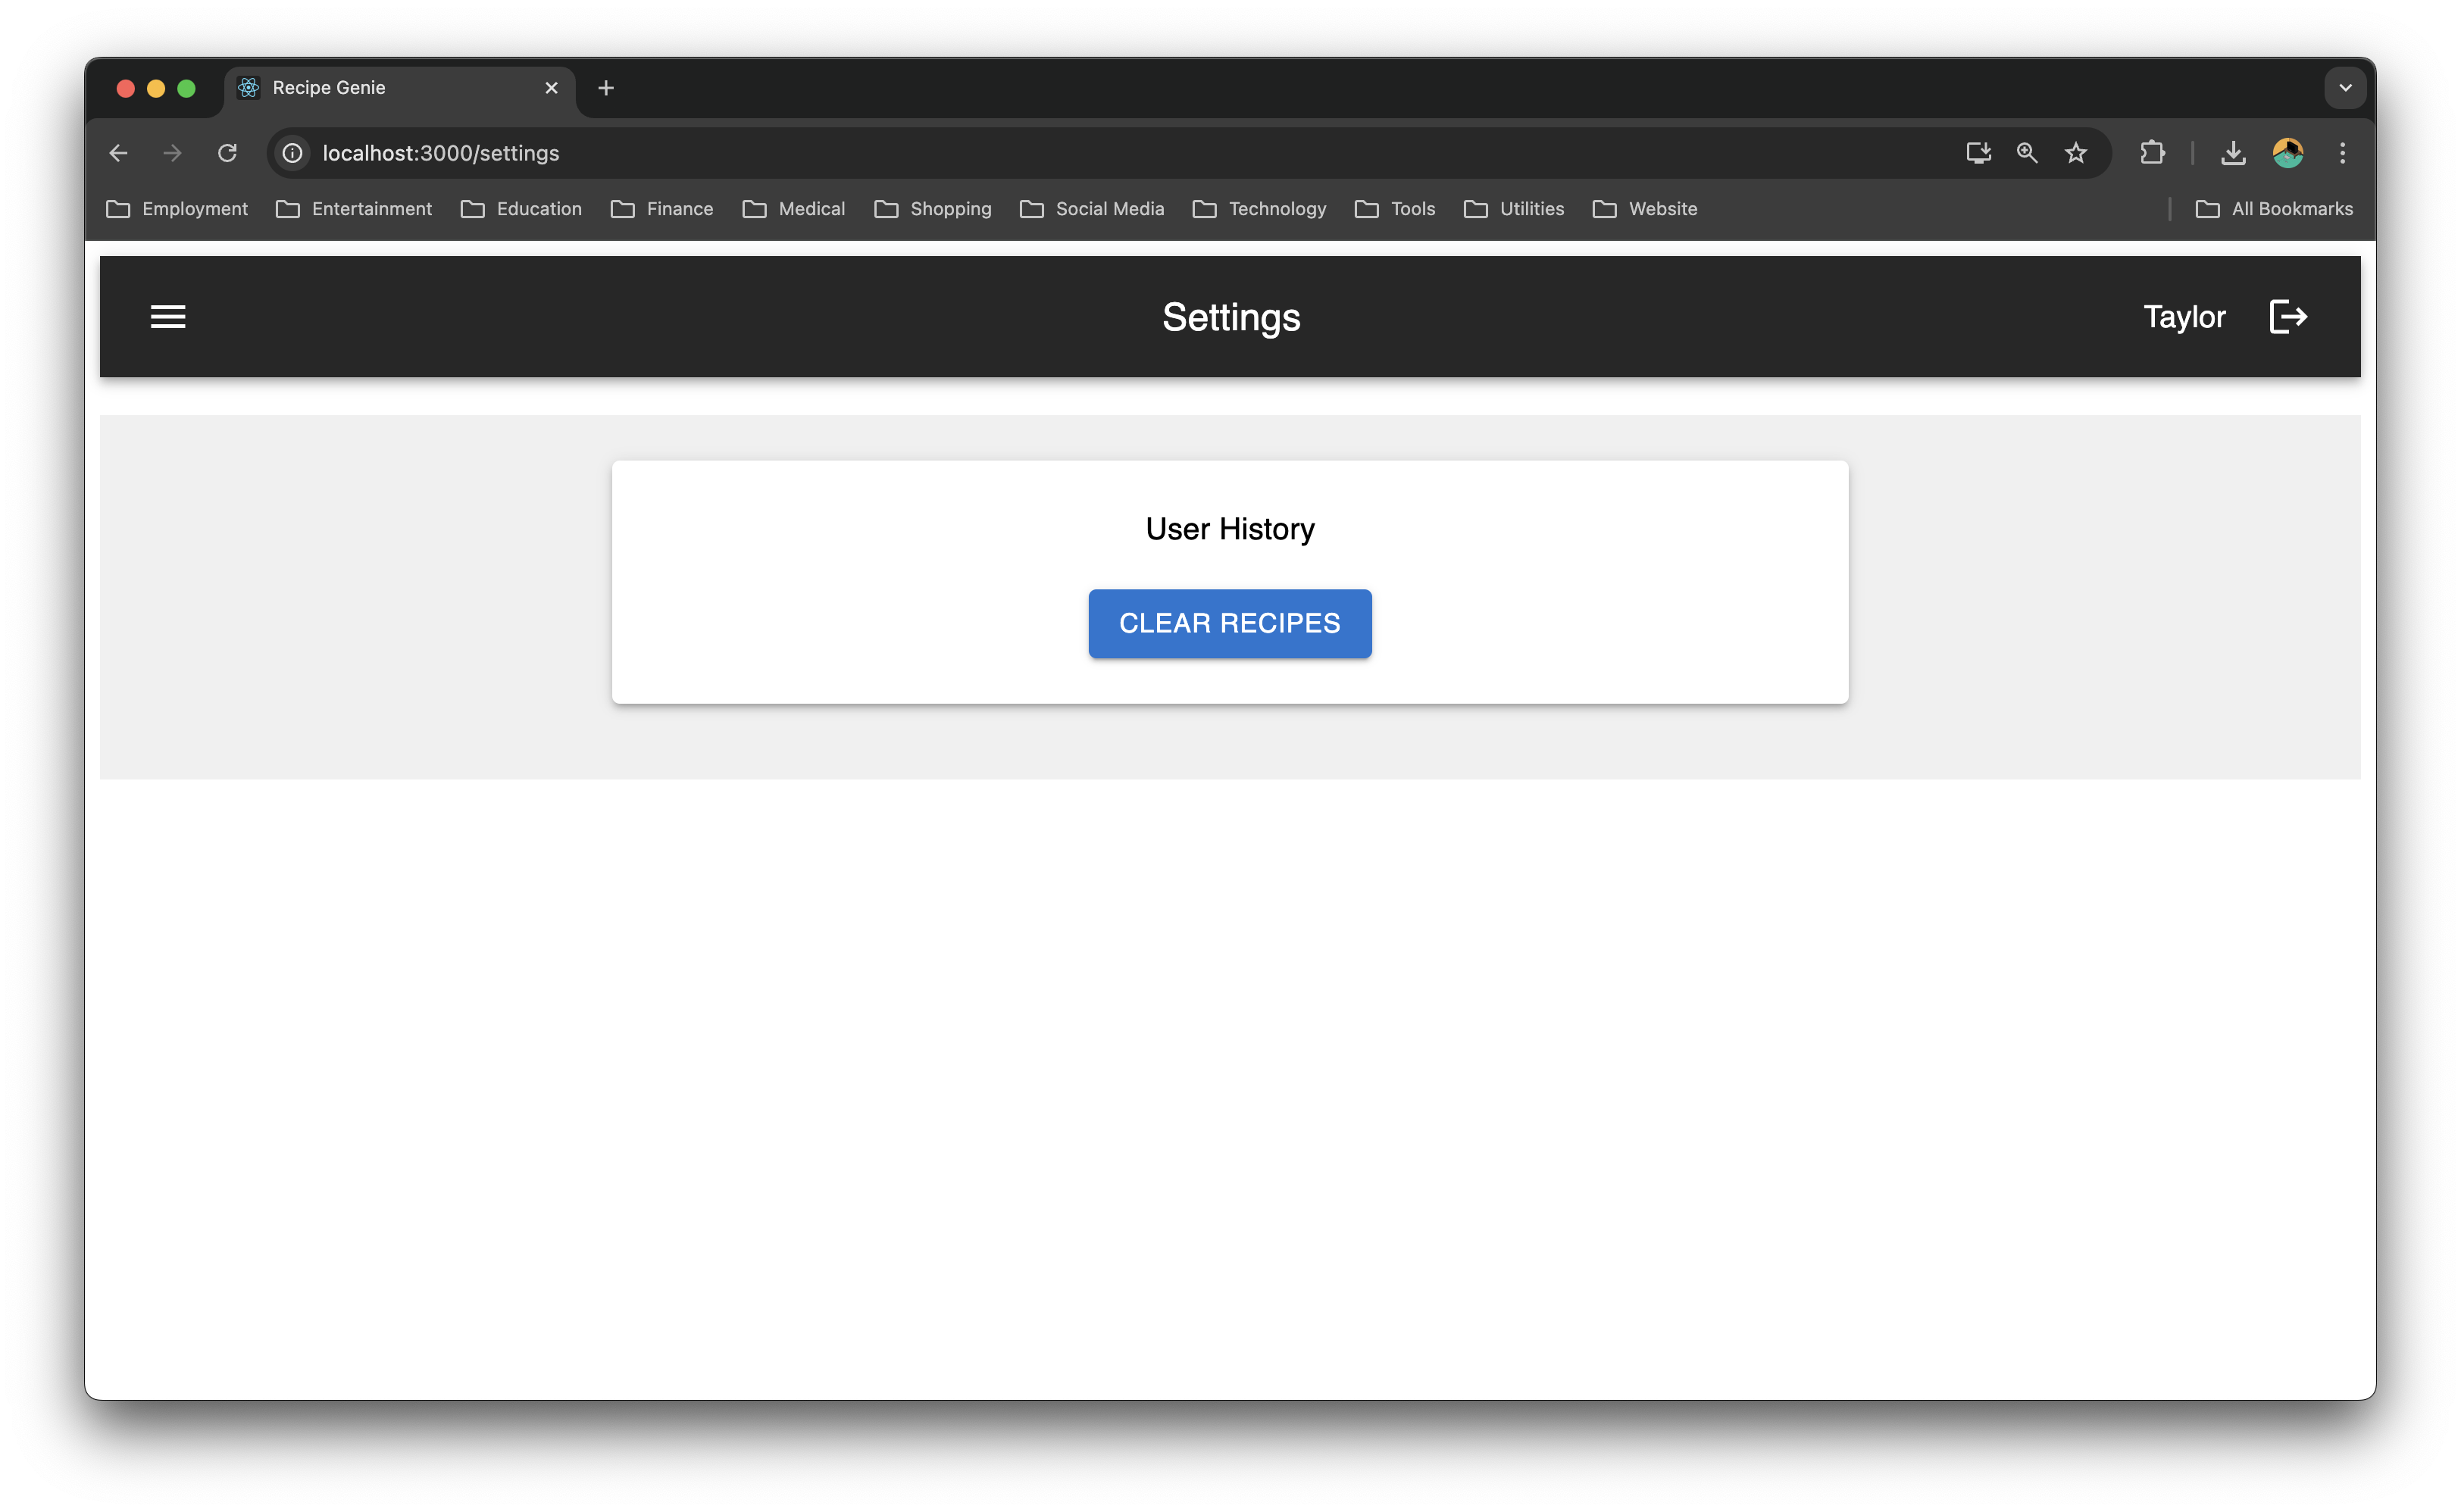 Recipe Genie
localhost:3000/settings
Employment Entertainment Education Finance Medical Shopping Social Media Technology Tools Utilities Website All Bookmarks
Settings Taylor
User History
CLEAR RECIPES